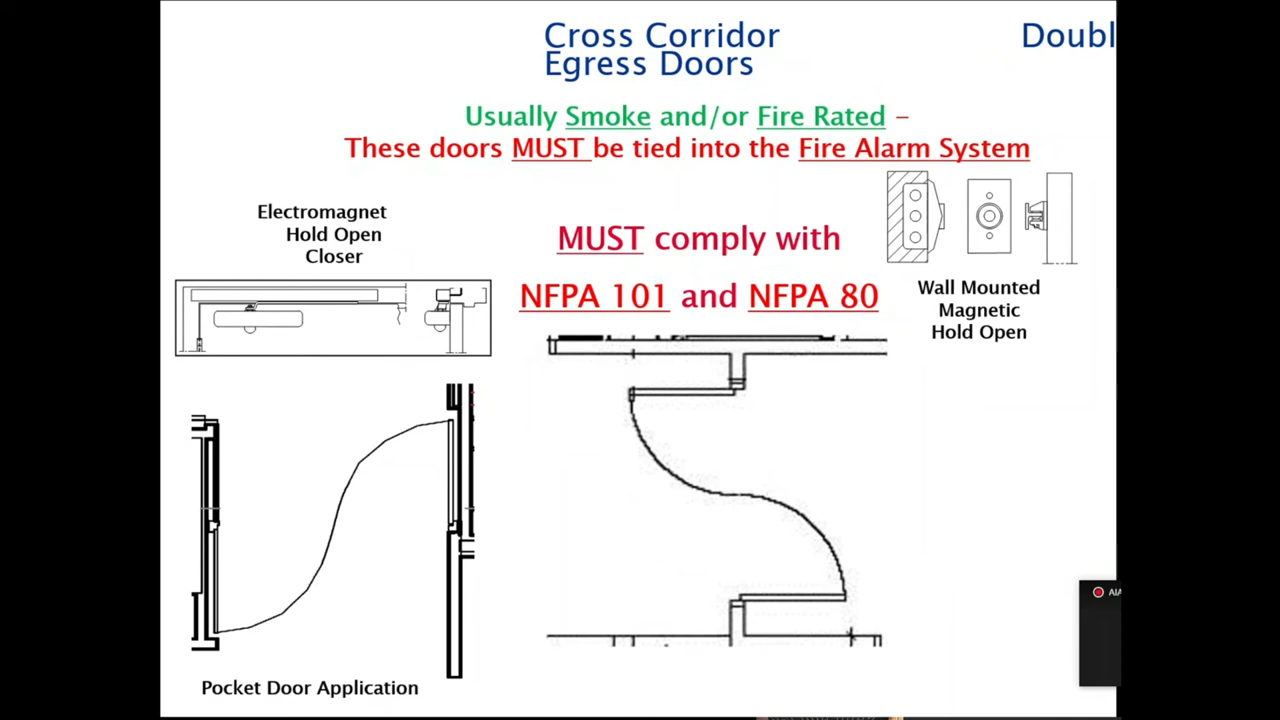 Cross Corridor
Egress Doors
Doubl
Usually Smoke and/or Fire Rated –
These doors MUST be tied into the Fire Alarm System
Electromagnet
Hold Open
Closer
MUST comply with
NFPA 101 and NFPA 80
Wall Mounted
Magnetic
Hold Open
AIA
Pocket Door Application